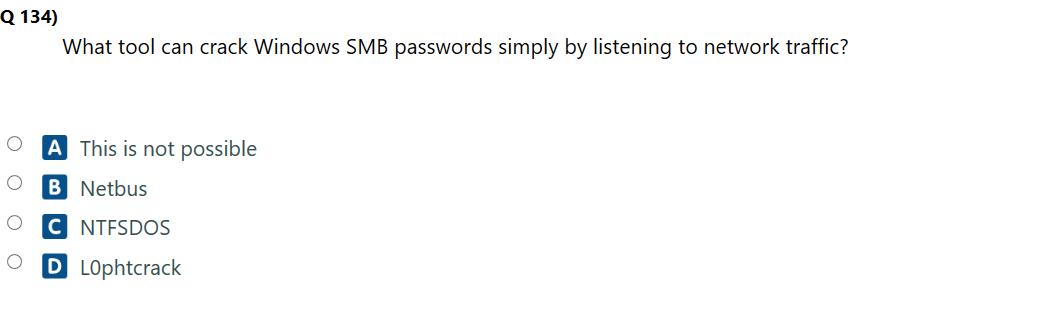 Q 134)
What tool can crack Windows SMB passwords simply by listening to network traffic?
A This is not possible
B Netbus
C NTFSDOS
D L0phtcrack